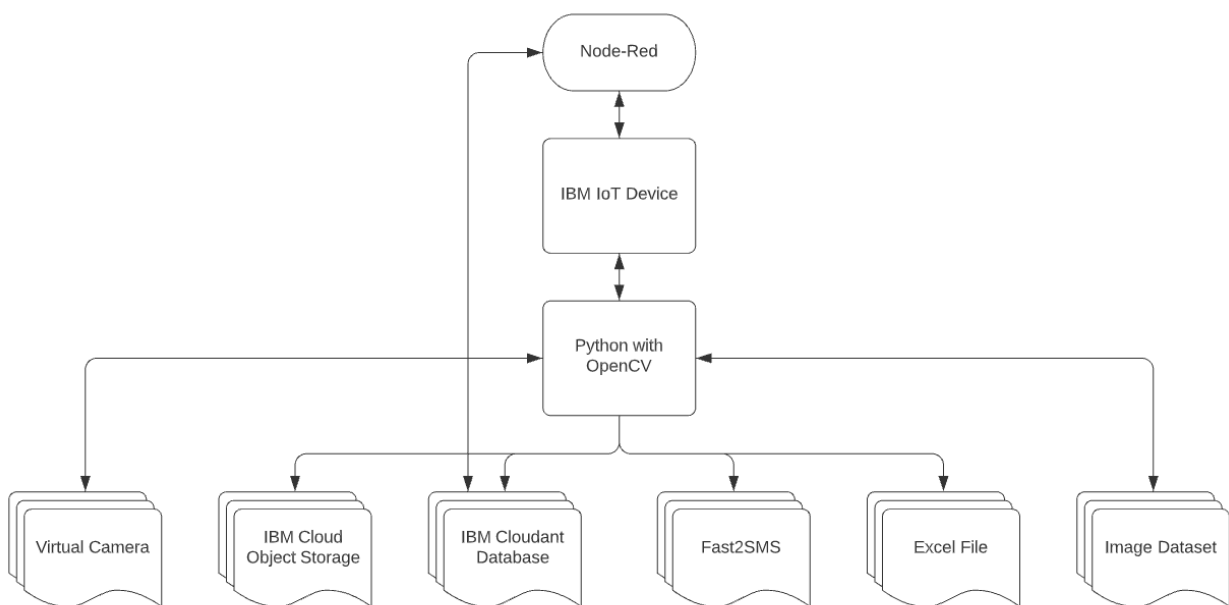 Node-Red
IBM IoT Device
Python with
OpenCV
Virtual Camera
IBM Cloud
Object Storage
IBM Cloudant
Database
Fast2SMS
Excel File
Image Dataset